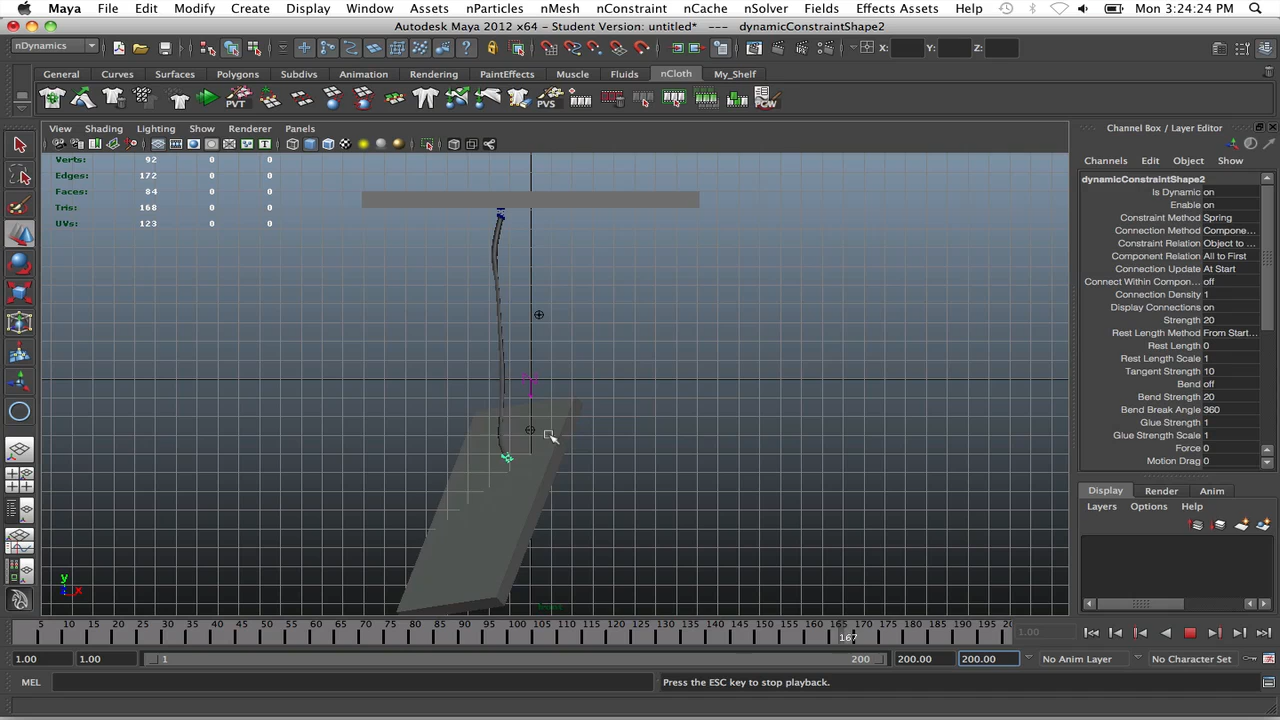 Maya File Edit Modify Create Display Window Assets nParticles nMesh nConstraint nCache nSolver Fields Effects Assets Help Mon 3:24:24 PM movies
Autodesk Maya 2012 x64 - Student Version: untitled* --- dynamicConstraintShape2
nDynamics X: Y: Z:
General Curves Surfaces Polygons Subdivs Animation Rendering PaintEffects Muscle Fluids nCloth My_Shelf
PVT PVS PGW
View Shading Lighting Show Renderer Panels
Channel Box / Layer Editor
Channels Edit Object Show
Verts: 92 0 0
Edges: 172 0 0
Faces: 84 0 0
Tris: 168 0 0
UVs: 123 0 0
dynamicConstraintShape2
Is Dynamic on
Enable on
Constraint Method Spring
Connection Method Compone...
Constraint Relation Object to ...
Component Relation All to First
Connection Update At Start
Connect Within Compon... off
Connection Density 1
Display Connections on
Strength 20
Rest Length Method From Start...
Rest Length 0
Rest Length Scale 1
Tangent Strength 10
Bend off
Bend Strength 20
Bend Break Angle 360
Glue Strength 1
Glue Strength Scale 1
Force 0
Motion Drag 0
Display Render Anim
Layers Options Help
y
x
5 10 15 20 25 30 35 40 45 50 55 60 65 70 75 80 85 90 95 100 105 110 115 120 125 130 135 140 145 150 155 160 165 170 175 180 185 190 195 20
167
1.00
1.00 1.00 1 200 200.00 200.00 No Anim Layer No Character Set
MEL Press the ESC key to stop playback.